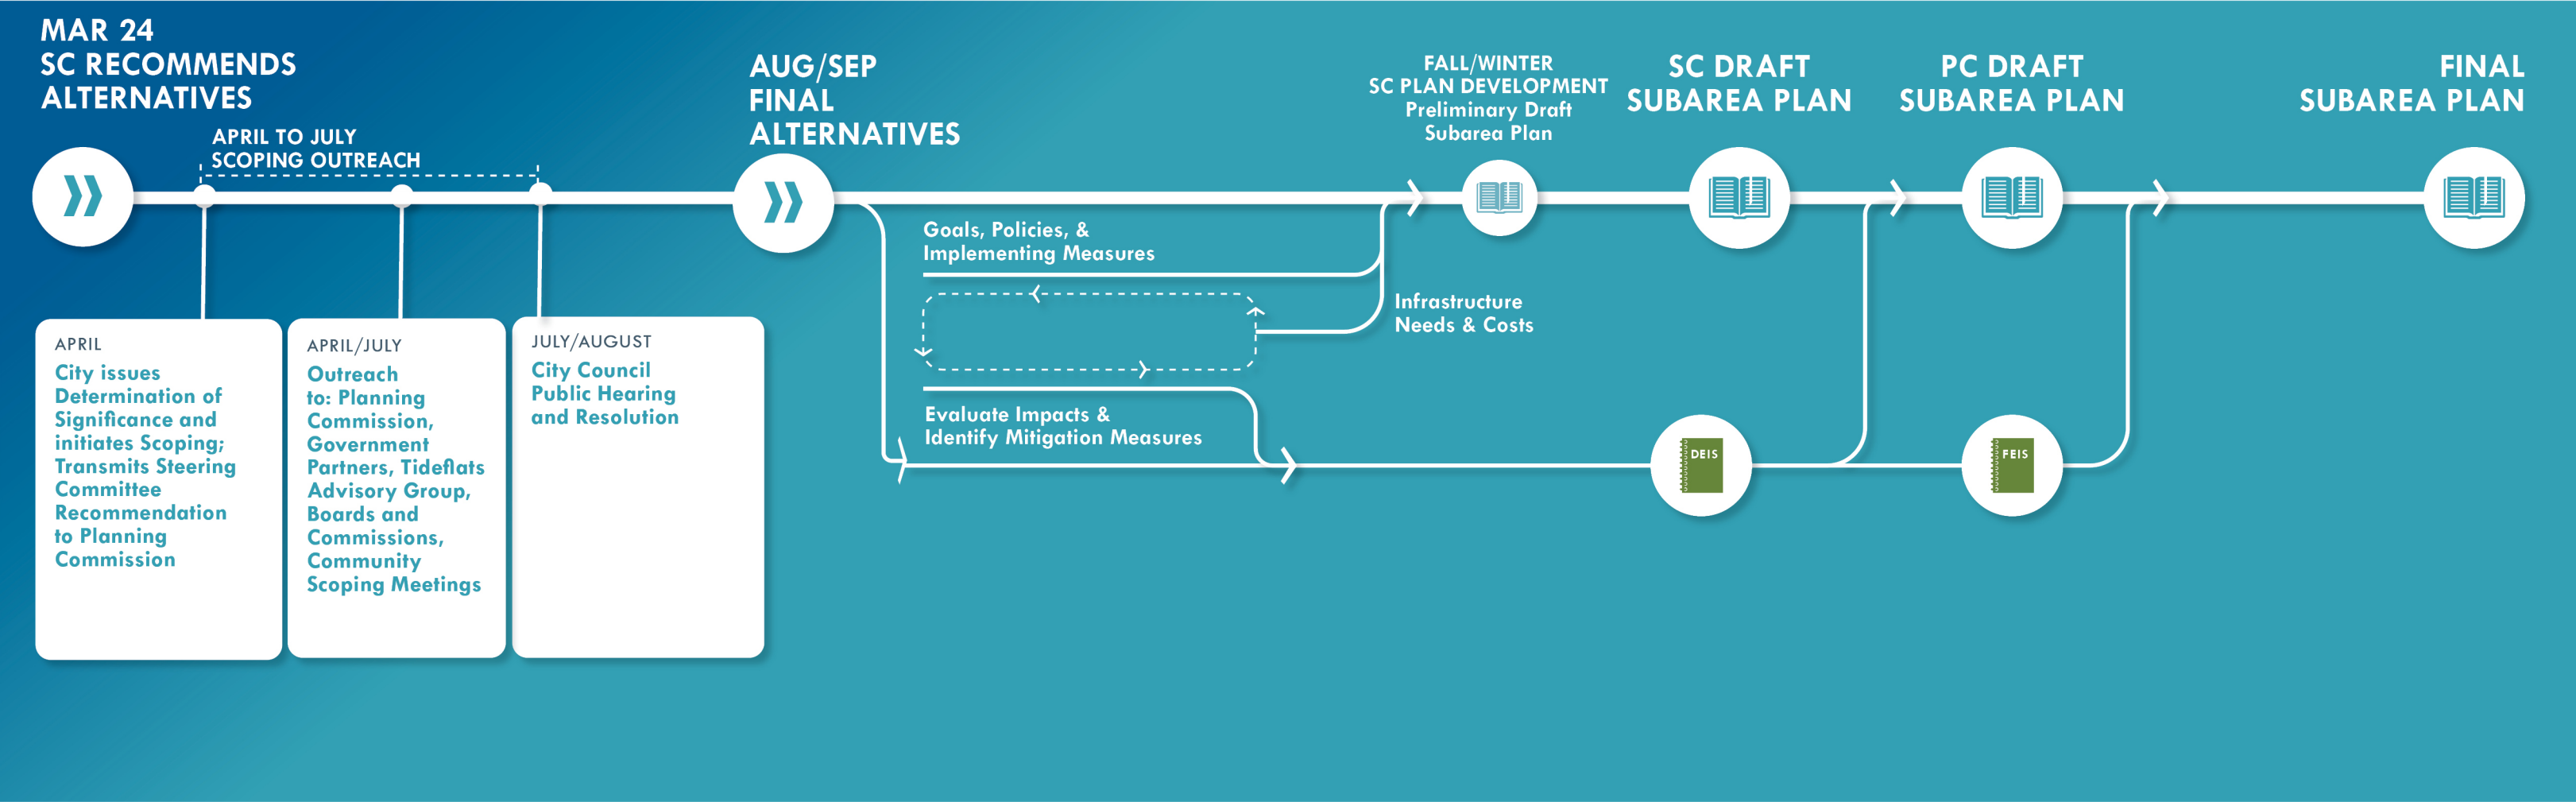 MAR 24
SC RECOMMENDS
ALTERNATIVES
APRIL TO JULY
SCOPING OUTREACH
AUG/SEP
FINAL
ALTERNATIVES
FALL/WINTER
SC PLAN DEVELOPMENT
Preliminary Draft
Subarea Plan
SC DRAFT
SUBAREA PLAN
PC DRAFT
SUBAREA PLAN
FINAL
SUBAREA PLAN
Goals, Policies, &
Implementing Measures
Infrastructure
Needs & Costs
Evaluate Impacts &
Identify Mitigation Measures
DEIS
FEIS
APRIL
City issues
Determination of
Significance and
initiates Scoping;
Transmits Steering
Committee
Recommendation
to Planning
Commission
APRIL/JULY
Outreach
to: Planning
Commission,
Government
Partners, Tideflats
Advisory Group,
Boards and
Commissions,
Community
Scoping Meetings
JULY/AUGUST
City Council
Public Hearing
and Resolution